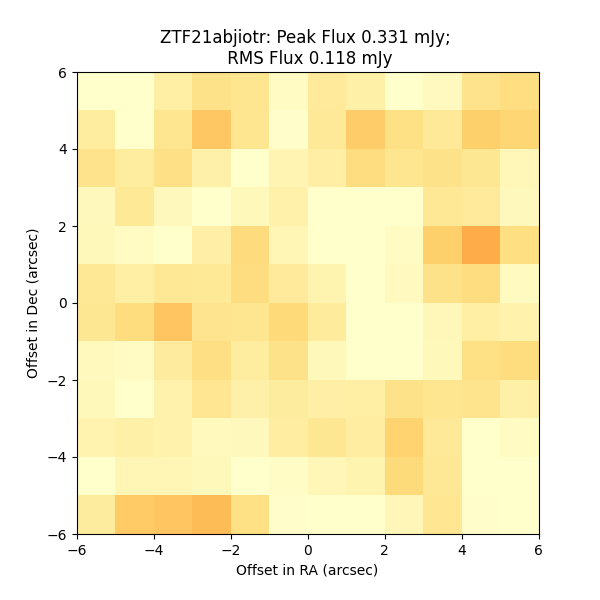 ZTF21abjiotr: Peak Flux 0.331 mJy;
RMS Flux 0.118 mJy
6
4
2
0
−2
−4
−6
Offset in Dec (arcsec)
−6 −4 −2 0 2 4 6
Offset in RA (arcsec)